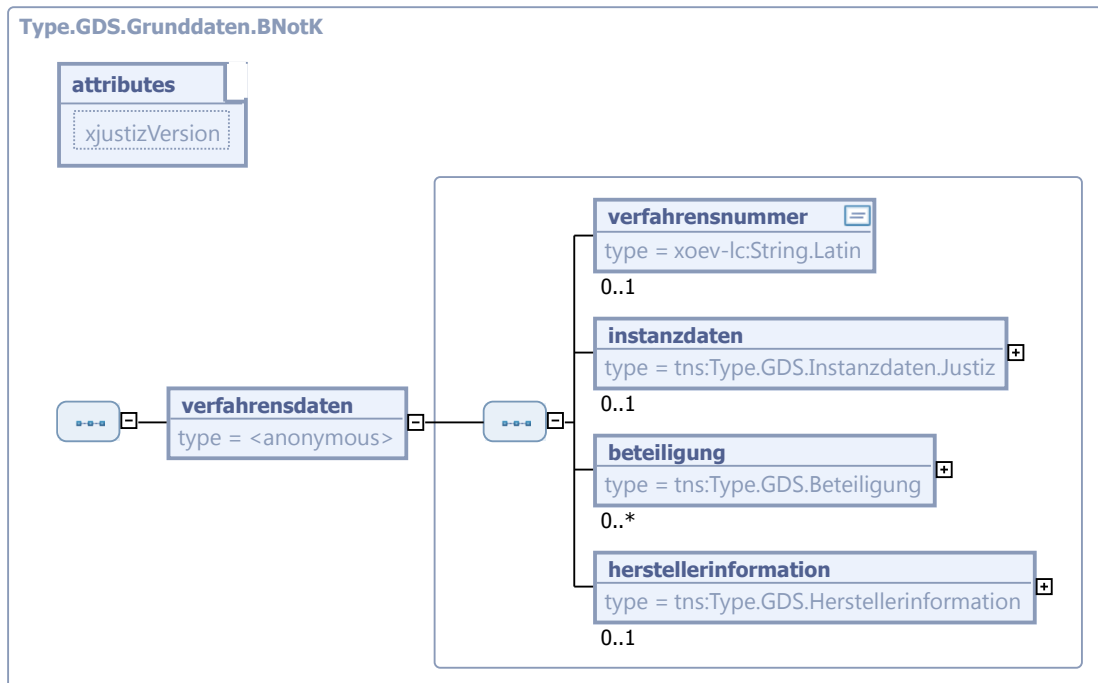 Type.GDS.Grunddaten.BNotK
attributes
xjustizVersion
verfahrensnummer
type = xoev-lc:String.Latin
0..1
instanzdaten
type = tns:Type.GDS.Instanzdaten.Justiz
0..1
verfahrensdaten
type = <anonymous>
beteiligung
type = tns:Type.GDS.Beteiligung
0..*
herstellerinformation
type = tns:Type.GDS.Herstellerinformation
0..1